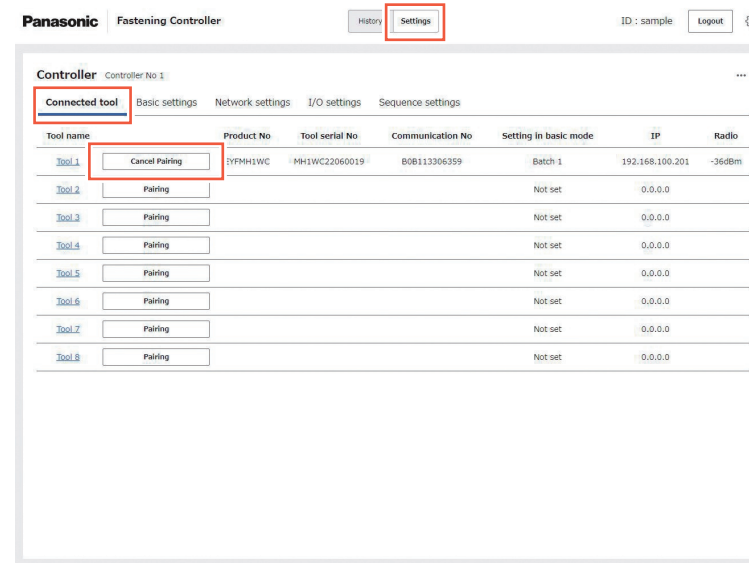 Panasonic Fastening Controller History Settings ID : sample Logout
Controller Controller No 1 ...
Connected tool Basic settings Network settings I/O settings Sequence settings
Tool name Product No Tool serial No Communication No Setting in basic mode IP Radio
Tool 1 Cancel Pairing EYFMH1WC MH1WC22060019 B0B113306359 Batch 1 192.168.100.201 -36dBm
Tool 2 Pairing Not set 0.0.0.0
Tool 3 Pairing Not set 0.0.0.0
Tool 4 Pairing Not set 0.0.0.0
Tool 5 Pairing Not set 0.0.0.0
Tool 6 Pairing Not set 0.0.0.0
Tool 7 Pairing Not set 0.0.0.0
Tool 8 Pairing Not set 0.0.0.0